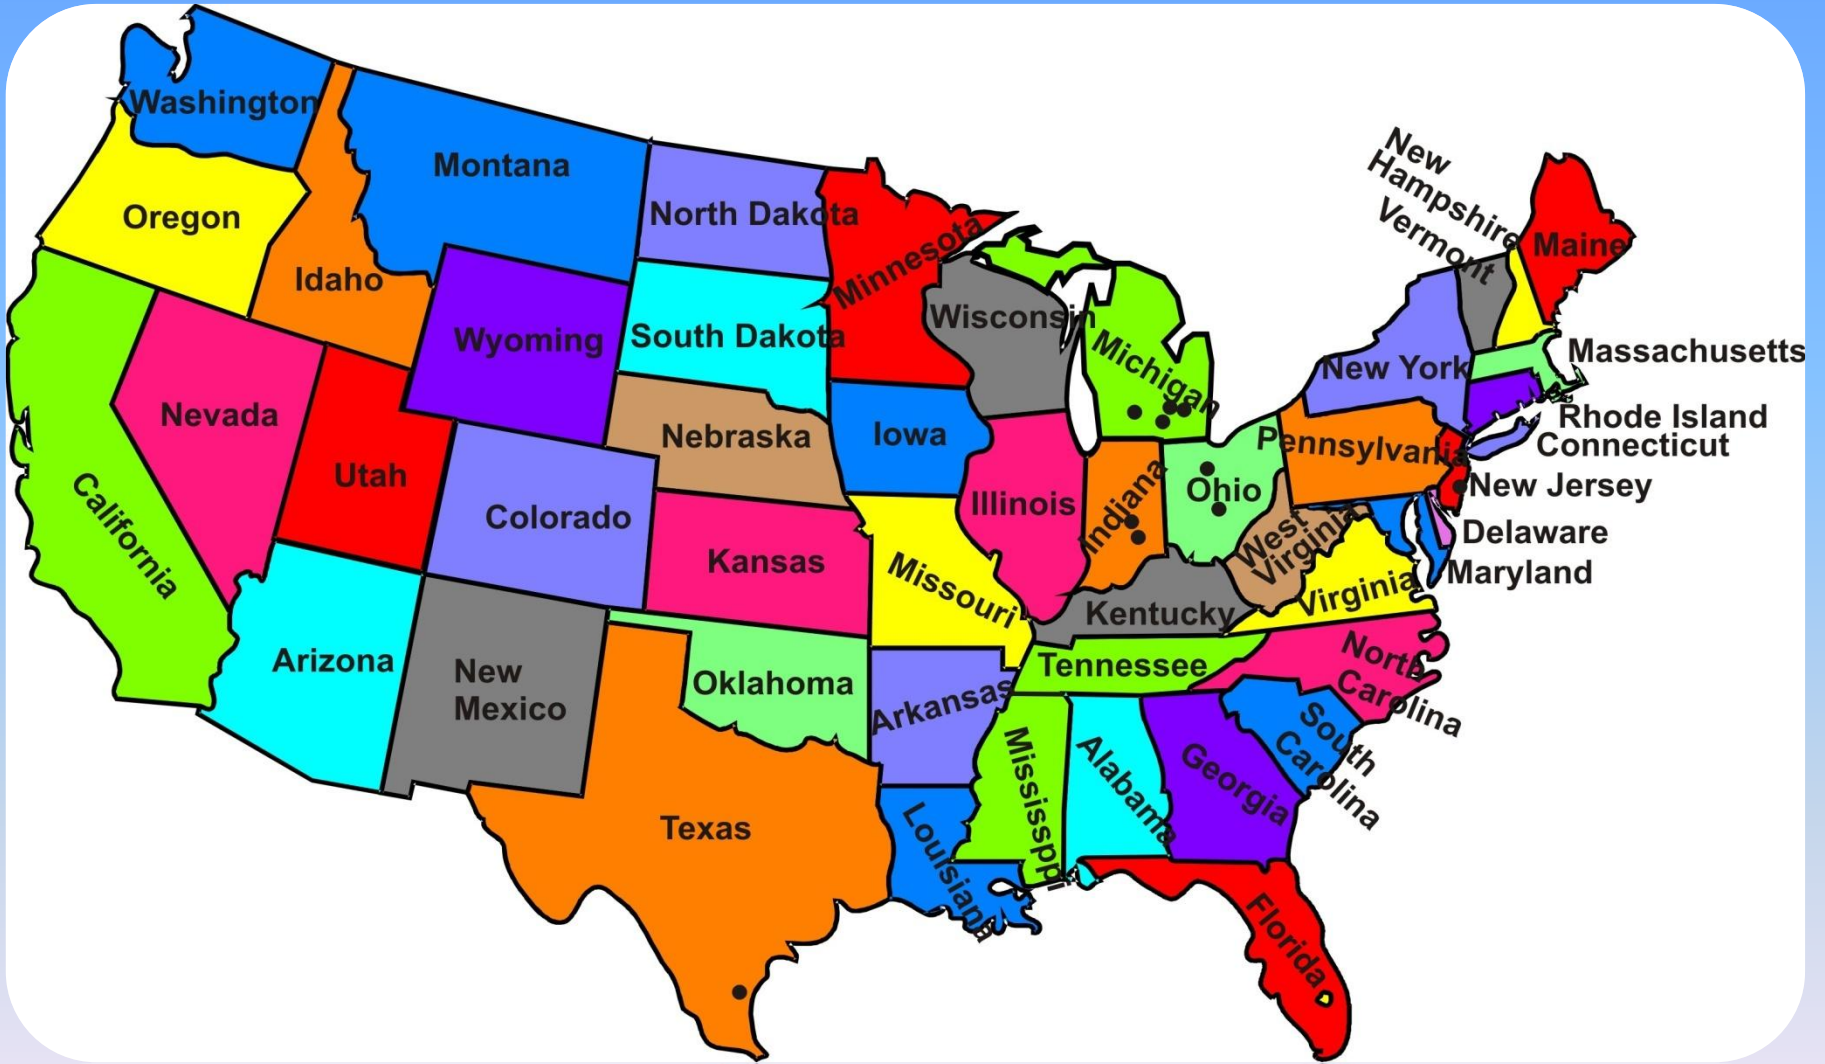 New
Hampshire
Vermont
Maine
Washington
Montana
North Dakota
Minnesota
Oregon
Idaho
Wisconsin
Wyoming
South Dakota
Michigan
New York
Massachusetts
Nevada
Nebraska
Iowa
Pennsylvania
Rhode Island
Connecticut
Utah
Colorado
Illinois
Indiana
Ohio
New Jersey
California
Kansas
Missouri
West
Virginia
Delaware
Virginia
Maryland
Kentucky
Arizona
New
Mexico
Oklahoma
Arkansas
Tennessee
North
Carolina
South
Carolina
Texas
Louisiana
Mississppi
Alabama
Georgia
Florida